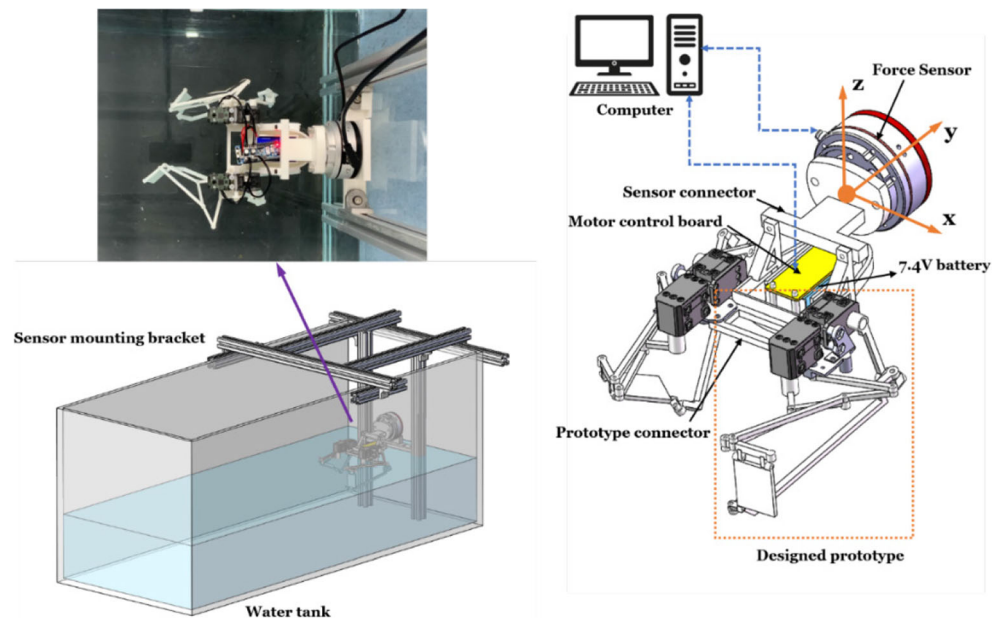 Computer
Force Sensor
z
y
x
Sensor connector
Motor control board
7.4V battery
Sensor mounting bracket
Prototype connector
Designed prototype
Water tank